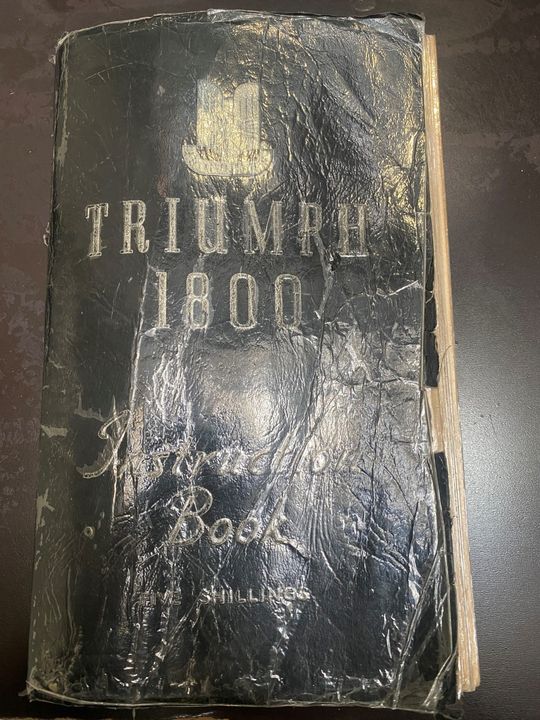 TRIUMPH
1800
Instruction
Book
FIVE SHILLINGS